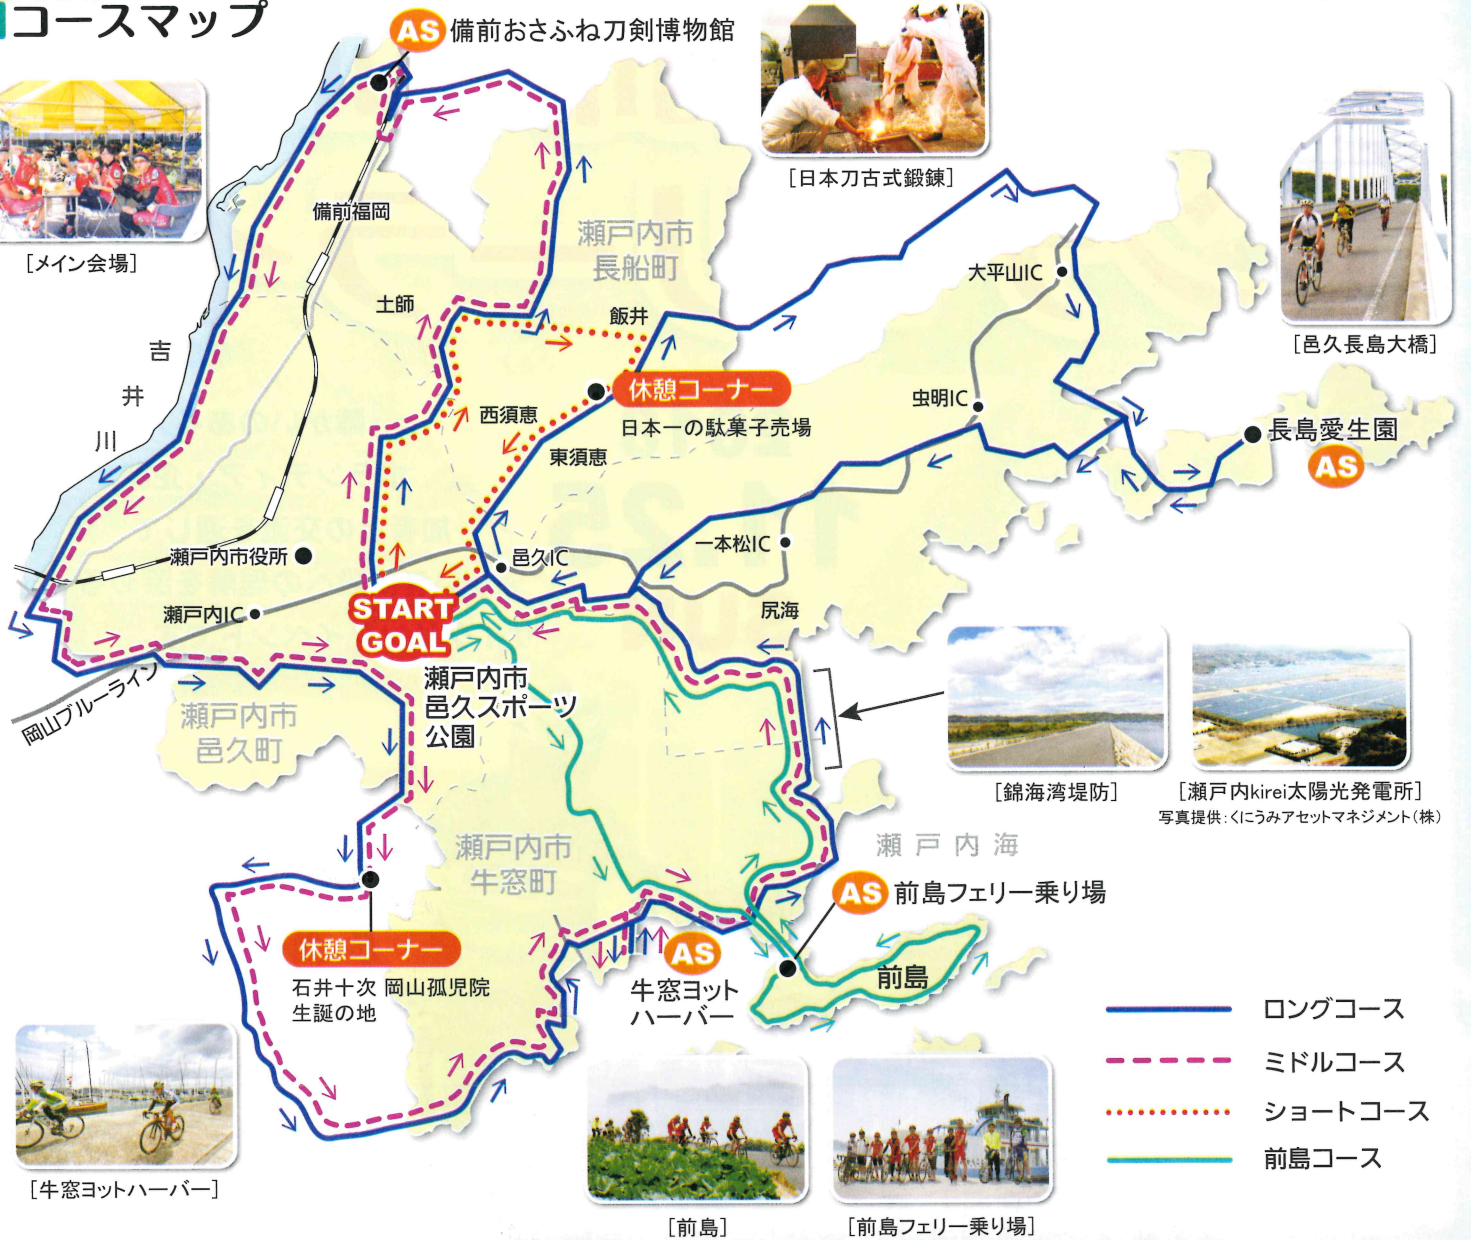 コースマップ
AS 備前おさふね刀剣博物館
[日本刀古式鍛錬]
[メイン会場]
備前福岡
瀬戸内市
長船町
大平山IC
土師
飯井
[邑久長島大橋]
吉
井
川
休憩コーナー
日本一の駄菓子売場
西須恵
虫明IC
長島愛生園
AS
東須恵
一本松IC
瀬戸内市役所
邑久IC
瀬戸内IC
START
GOAL
尻海
瀬戸内市
邑久スポーツ
公園
岡山ブルーライン
瀬戸内市
邑久町
[錦海湾堤防]
[瀬戸内kirei太陽光発電所]
写真提供:くにうみアセットマネジメント(株)
瀬戸内市
牛窓町
瀬戸内海
AS 前島フェリー乗り場
休憩コーナー
石井十次 岡山孤児院
生誕の地
AS
牛窓ヨット
ハーバー
前島
ロングコース
ミドルコース
ショートコース
前島コース
[牛窓ヨットハーバー]
[前島]
[前島フェリー乗り場]